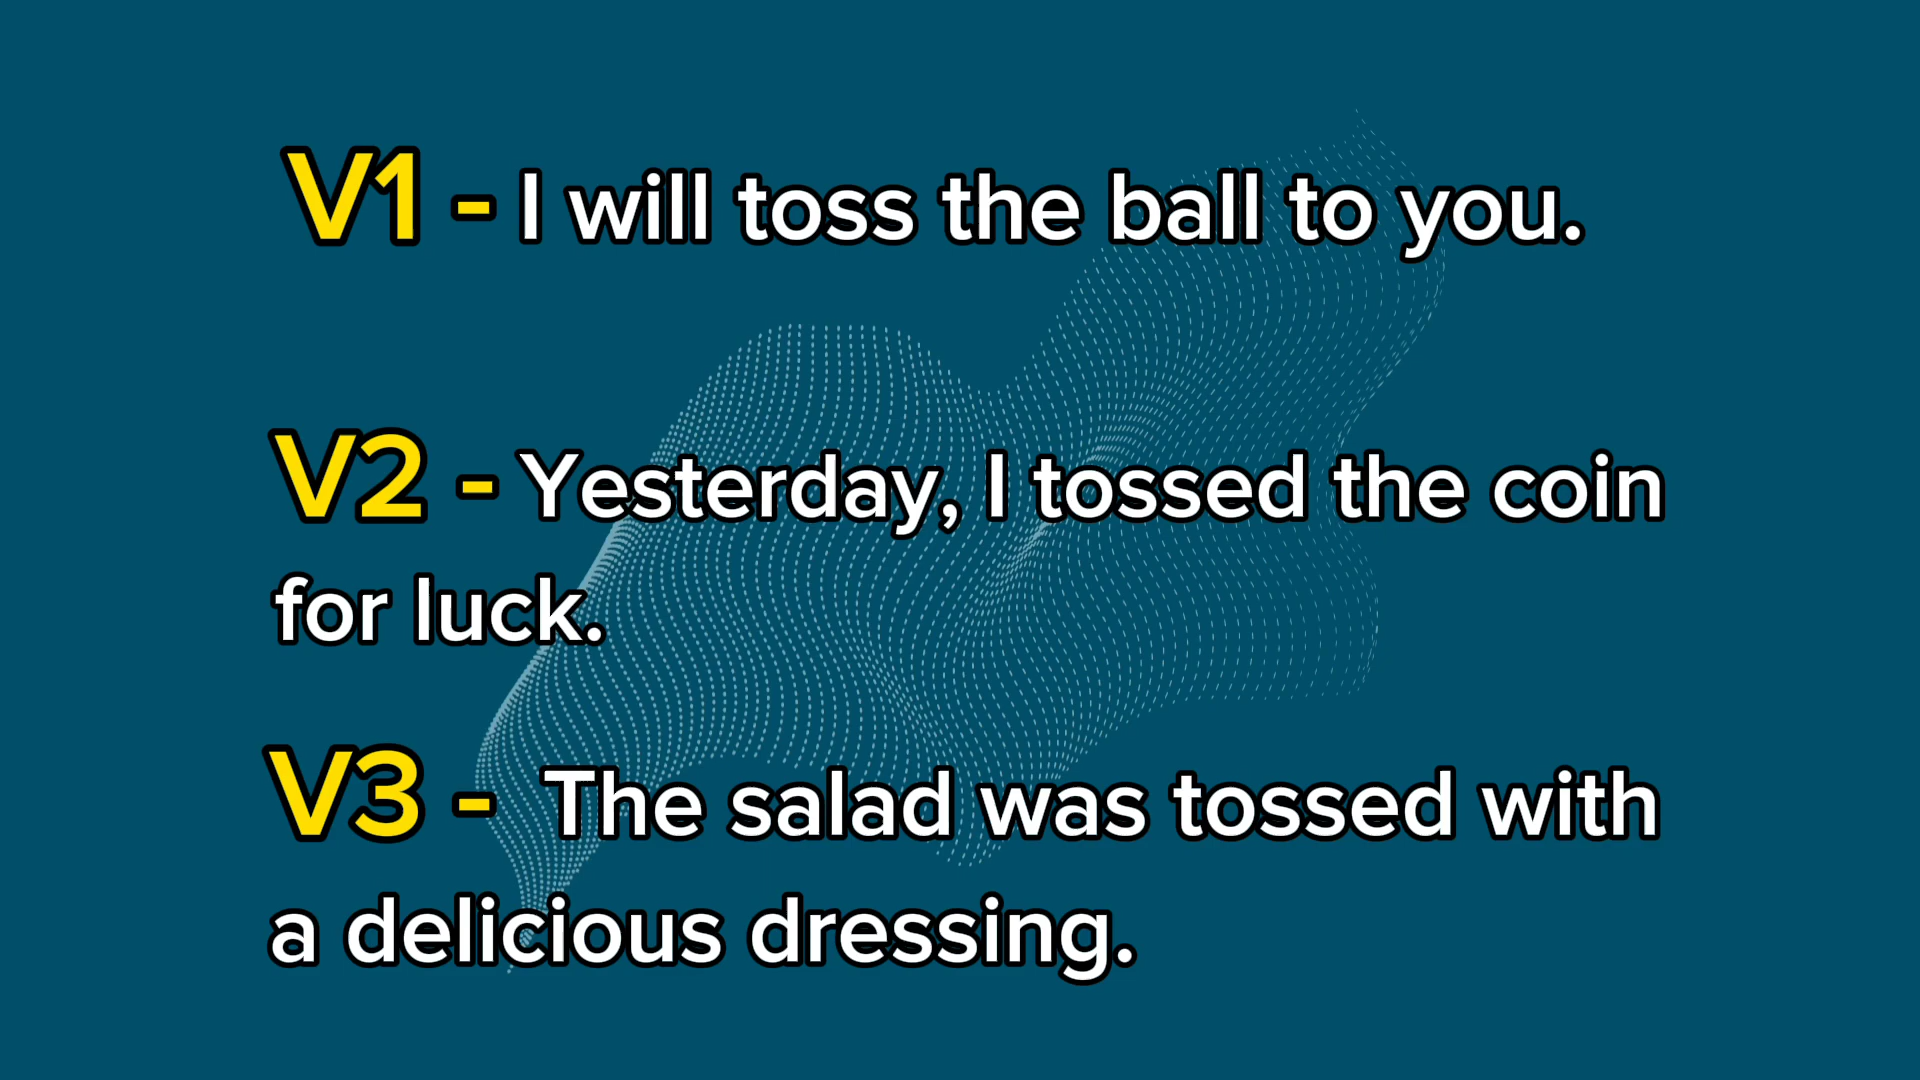 V1 - I will toss the ball to you.
V2 - Yesterday, I tossed the coin
for luck.
V3 - The salad was tossed with
a delicious dressing.